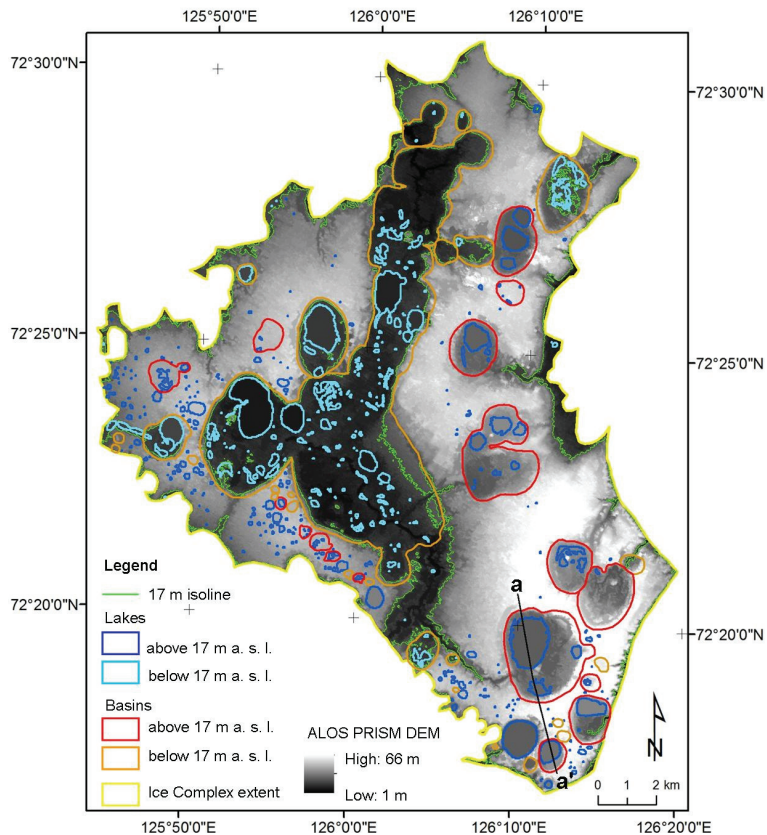 125°50'0"E 126°0'0"E 126°10'0"E
72°30'0"N
72°30'0"N
72°25'0"N
72°25'0"N
72°20'0"N
72°20'0"N
Legend
17 m isoline
Lakes
above 17 m a. s. l.
below 17 m a. s. l.
Basins
above 17 m a. s. l.
below 17 m a. s. l.
Ice Complex extent
ALOS PRISM DEM
High: 66 m
Low: 1 m
a
a'
N
0 1 2 km
125°50'0"E 126°0'0"E 126°10'0"E 126°20'0"E